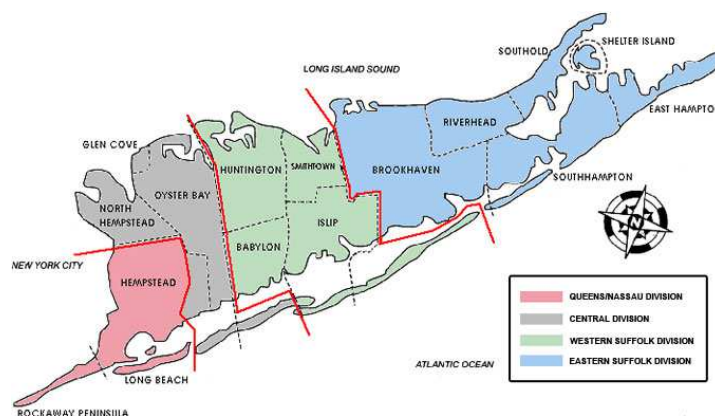 SOUTHOLD
SHELTER ISLAND
LONG ISLAND SOUND
EAST HAMPTO
RIVERHEAD
GLEN COVE
HUNTINGTON
SMITHTOWN
BROOKHAVEN
OYSTER BAY
SOUTHHAMPTON
NORTH
HEMPSTEAD
ISLIP
BABYLON
NEW YORK CITY
HEMPSTEAD
N
QUEENS/NASSAU DIVISION
CENTRAL DIVISION
WESTERN SUFFOLK DIVISION
EASTERN SUFFOLK DIVISION
ATLANTIC OCEAN
LONG BEACH
ROCKAWAY PENINSULA